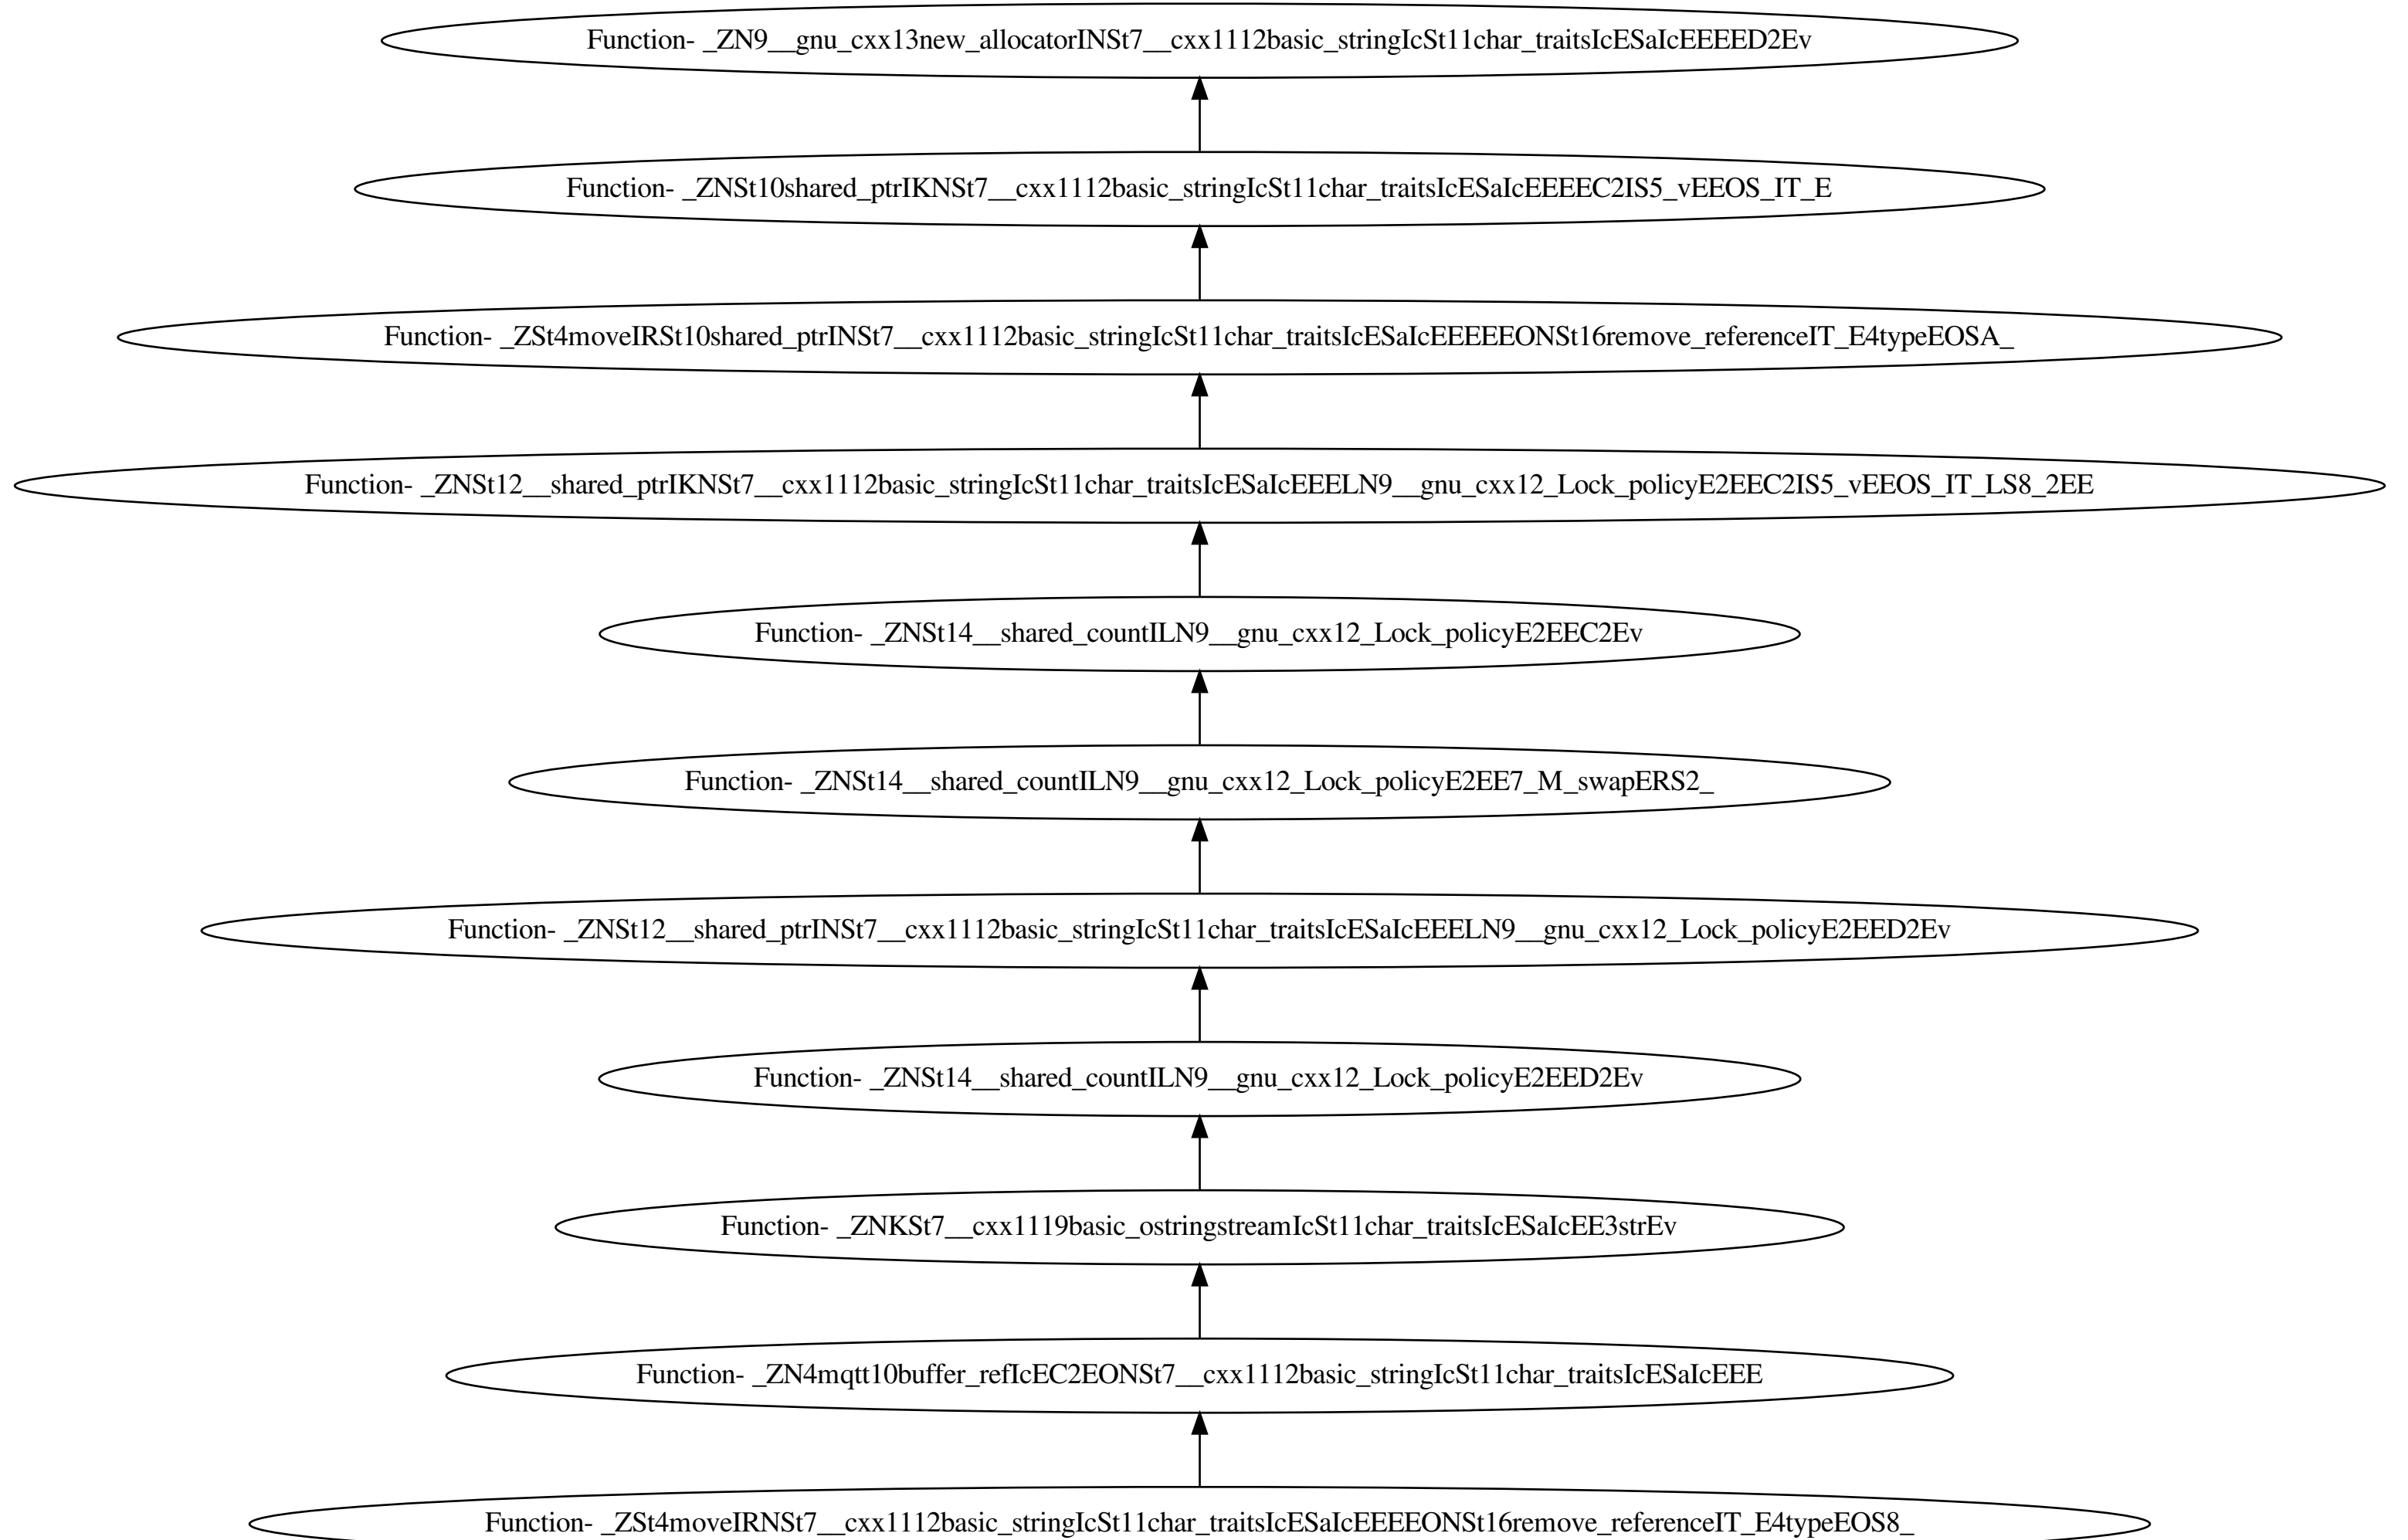 Function- _ZN9__gnu_cxx13new_allocatorINSt7__cxx1112basic_stringIcSt11char_traitsIcESaIcEEEED2Ev
Function- _ZNSt10shared_ptrIKNSt7__cxx1112basic_stringIcSt11char_traitsIcESaIcEEEEC2IS5_vEEOS_IT_E
Function- _ZSt4moveIRSt10shared_ptrINSt7__cxx1112basic_stringIcSt11char_traitsIcESaIcEEEEEONSt16remove_referenceIT_E4typeEOSA_
Function- _ZNSt12__shared_ptrIKNSt7__cxx1112basic_stringIcSt11char_traitsIcESaIcEEELN9__gnu_cxx12_Lock_policyE2EEC2IS5_vEEOS_IT_LS8_2EE
Function- _ZNSt14__shared_countILN9__gnu_cxx12_Lock_policyE2EEC2Ev
Function- _ZNSt14__shared_countILN9__gnu_cxx12_Lock_policyE2EE7_M_swapERS2_
Function- _ZNSt12__shared_ptrINSt7__cxx1112basic_stringIcSt11char_traitsIcESaIcEEELN9__gnu_cxx12_Lock_policyE2EED2Ev
Function- _ZNSt14__shared_countILN9__gnu_cxx12_Lock_policyE2EED2Ev
Function- _ZNKSt7__cxx1119basic_ostringstreamIcSt11char_traitsIcESaIcEE3strEv
Function- _ZN4mqtt10buffer_refIcEC2EONSt7__cxx1112basic_stringIcSt11char_traitsIcESaIcEEE
Function- _ZSt4moveIRNSt7__cxx1112basic_stringIcSt11char_traitsIcESaIcEEEEONSt16remove_referenceIT_E4typeEOS8_